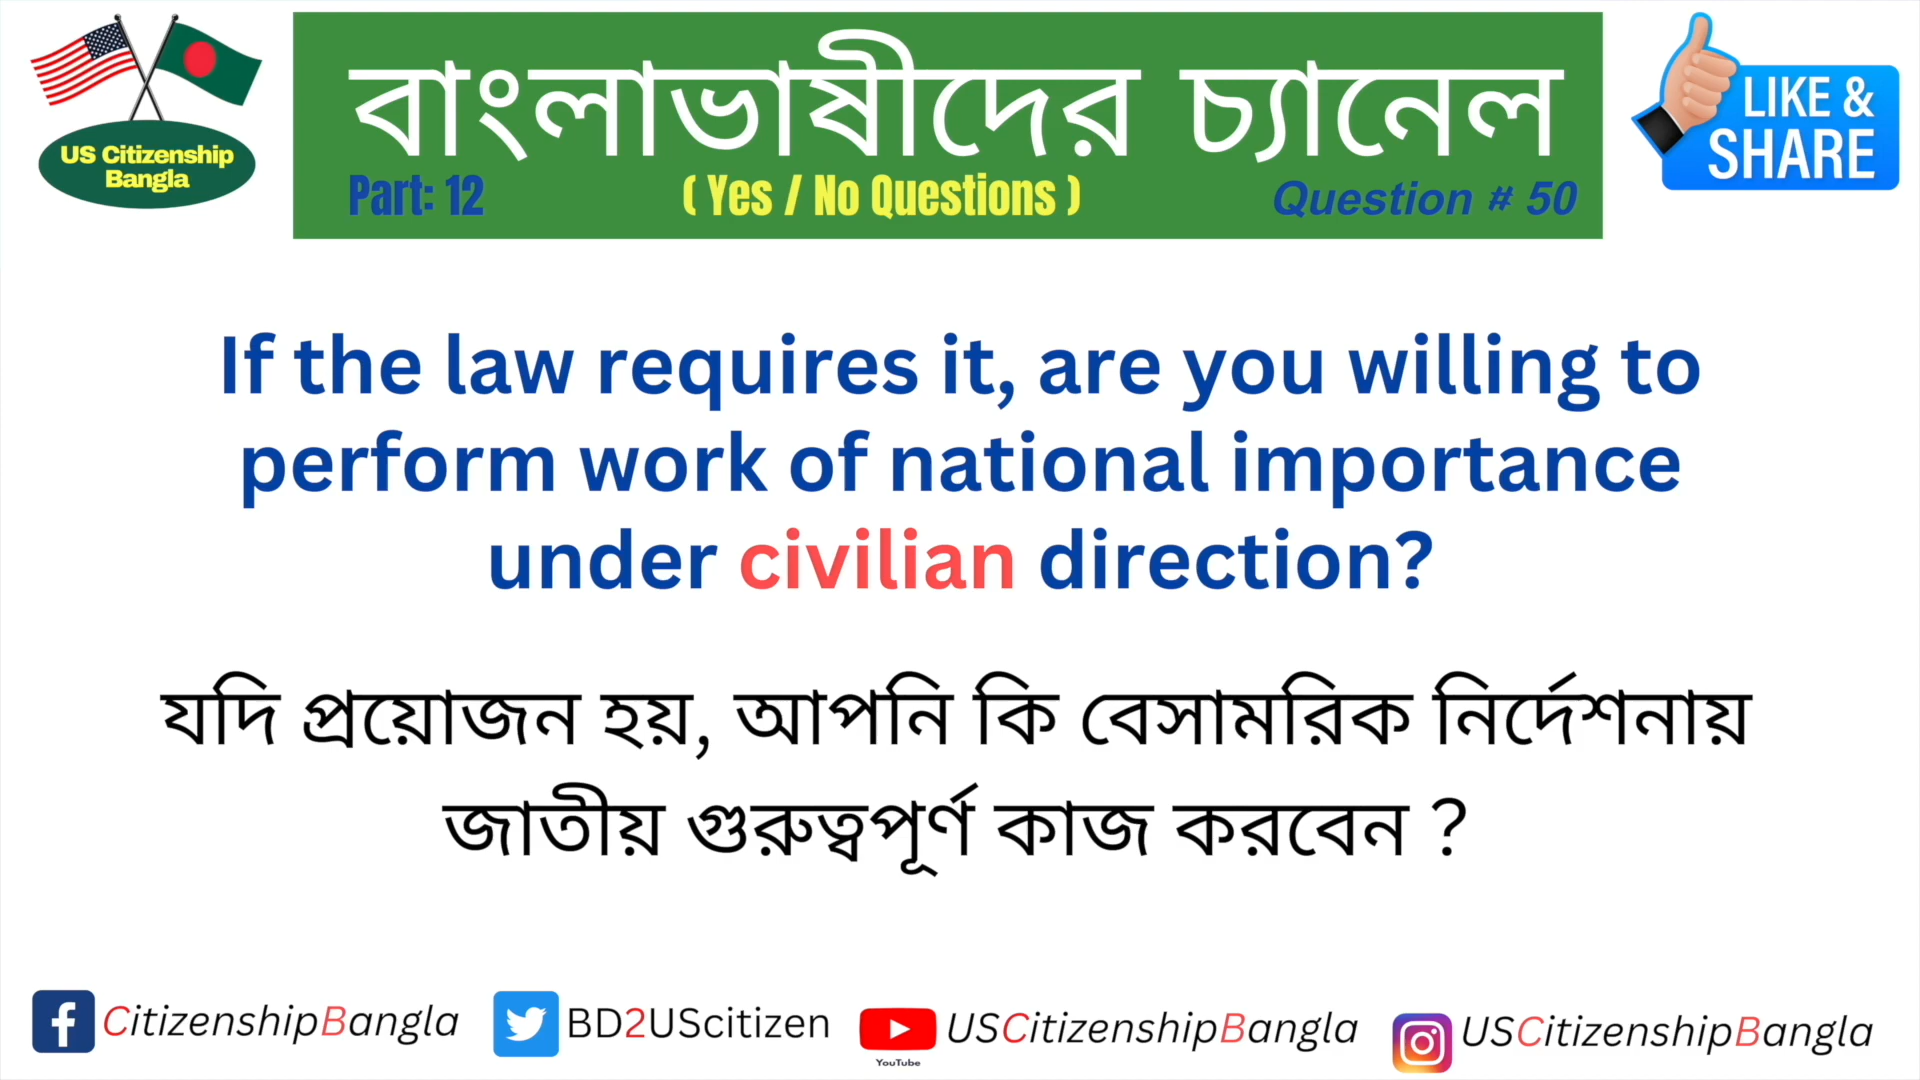 US Citizenship
Bangla
বাংলাভাষীদের চ্যানেল
Part: 12
( Yes / No Questions )
Question # 50
LIKE &
SHARE
If the law requires it, are you willing to
perform work of national importance
under civilian direction?
যদি প্রয়োজন হয়, আপনি কি বেসামরিক নির্দেশনায়
জাতীয় গুরুত্বপূর্ণ কাজ করবেন ?
CitizenshipBangla
BD2UScitizen
YouTube
USCitizenshipBangla
USCitizenshipBangla